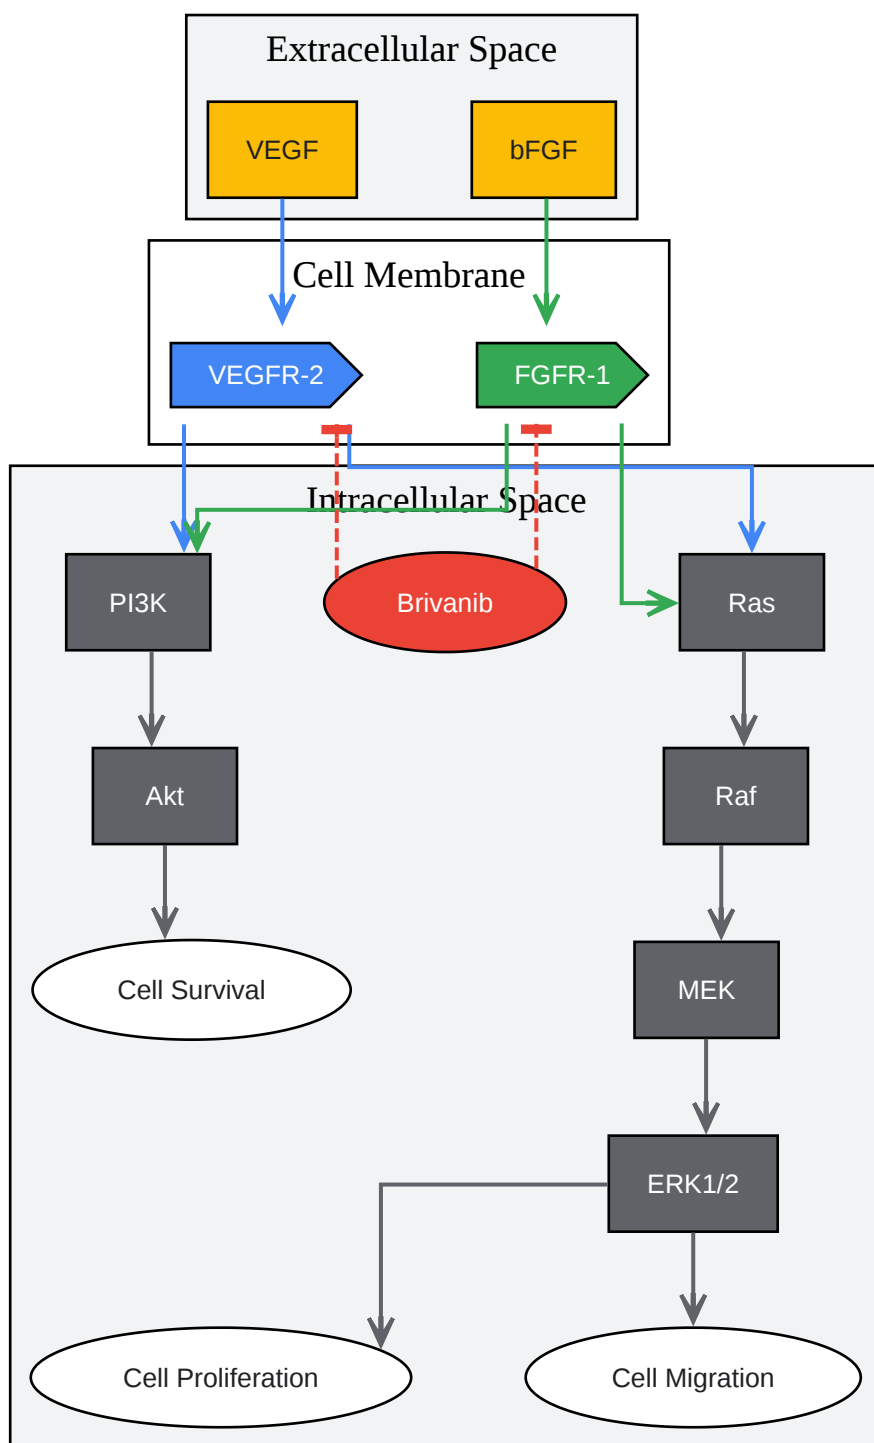 Extracellular Space
VEGF
bFGF
Cell Membrane
VEGFR-2
FGFR-1
Intracellular Space
PI3K
Brivanib
Ras
Akt
Raf
Cell Survival
MEK
ERK1/2
Cell Proliferation
Cell Migration